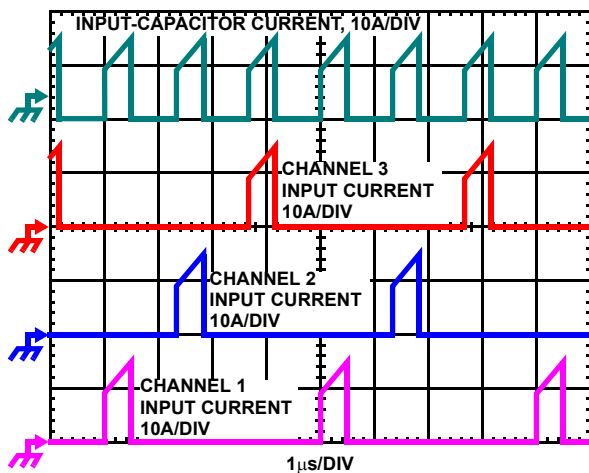 INPUT-CAPACITOR CURRENT, 10A/DIV
CHANNEL 3
INPUT CURRENT
10A/DIV
CHANNEL 2
INPUT CURRENT
10A/DIV
CHANNEL 1
INPUT CURRENT
10A/DIV
1μs/DIV